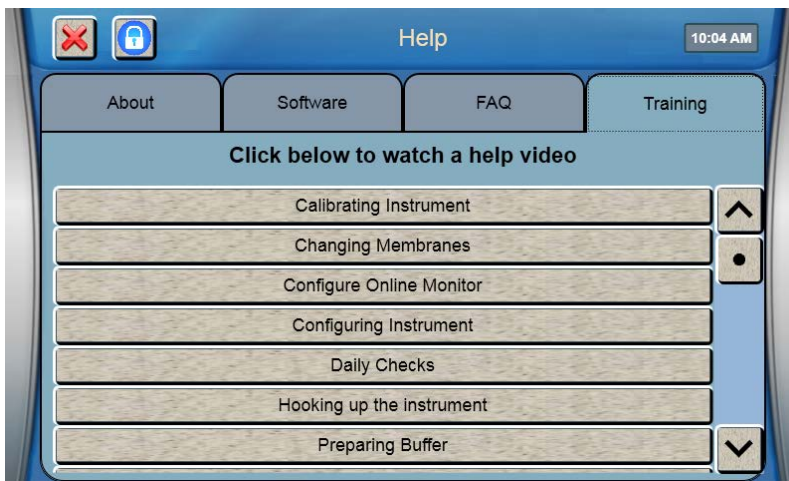 Help
10:04 AM
About
Software
FAQ
Training
Click below to watch a help video
Calibrating Instrument
Changing Membranes
Configure Online Monitor
Configuring Instrument
Daily Checks
Hooking up the instrument
Preparing Buffer